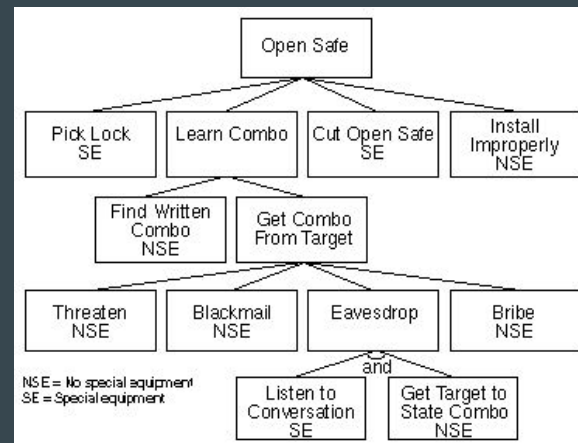 Open Safe
Pick Lock
SE
Learn Combo
Cut Open Safe
SE
Install
Improperly
NSE
Find Written
Combo
NSE
Get Combo
From Target
Threaten
NSE
Blackmail
NSE
Eavesdrop
Bribe
NSE
and
NSE = No special equipment
SE = Special equipment
Listen to
Conversation
SE
Get Target to
State Combo
NSE